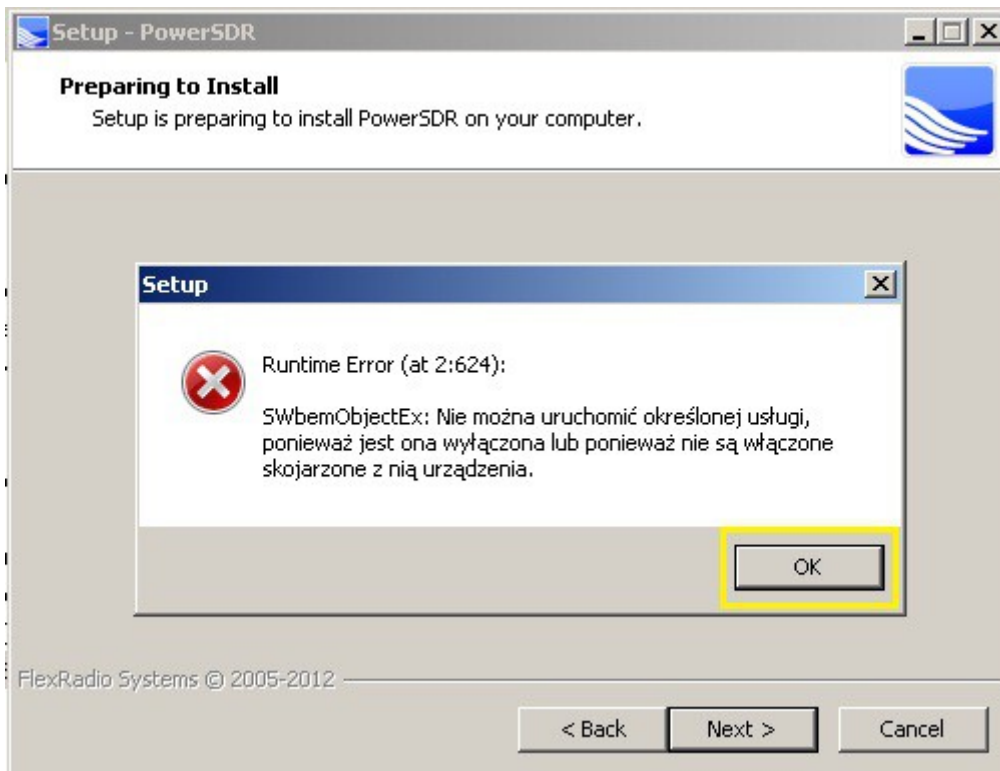 Setup - PowerSDR
Preparing to Install
Setup is preparing to install PowerSDR on your computer.
Setup
Runtime Error (at 2:624):
SWbemObjectEx: Nie można uruchomić określonej usługi,
ponieważ jest ona wyłączona lub ponieważ nie są włączone
skojarzone z nią urządzenia.
OK
FlexRadio Systems © 2005-2012
< Back
Next >
Cancel